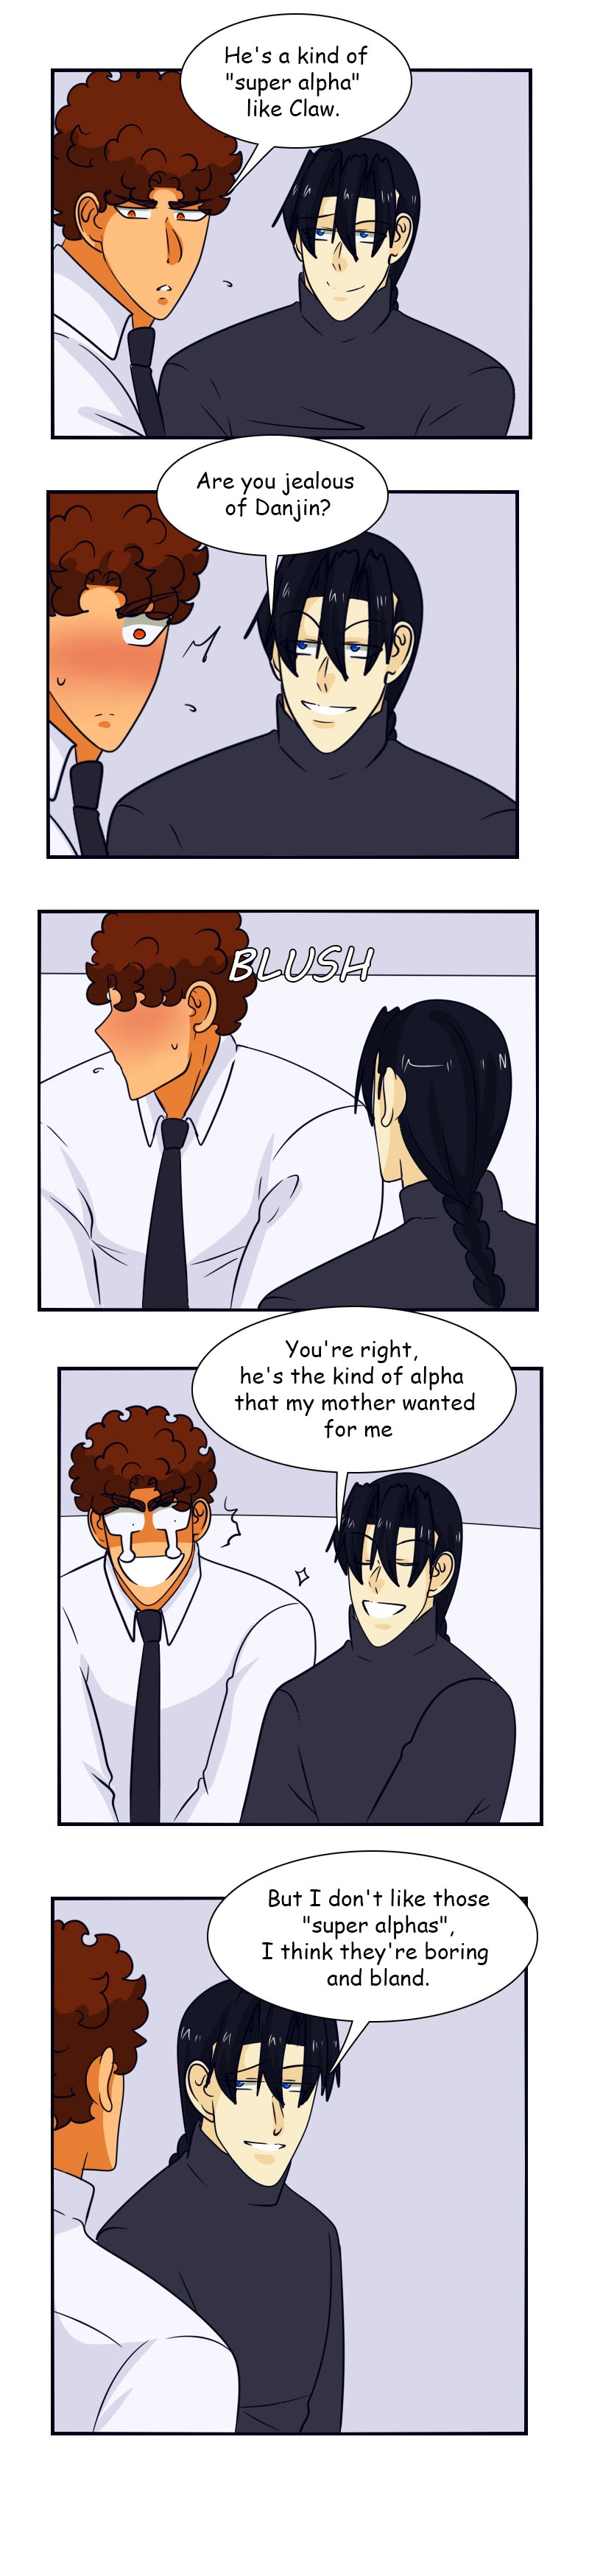 He's a kind of
"super alpha"
like Claw.
Are you jealous
of Danjin?
BLUSH
You're right,
he's the kind of alpha
that my mother wanted
for me
But I don't like those
"super alphas",
I think they're boring
and bland.